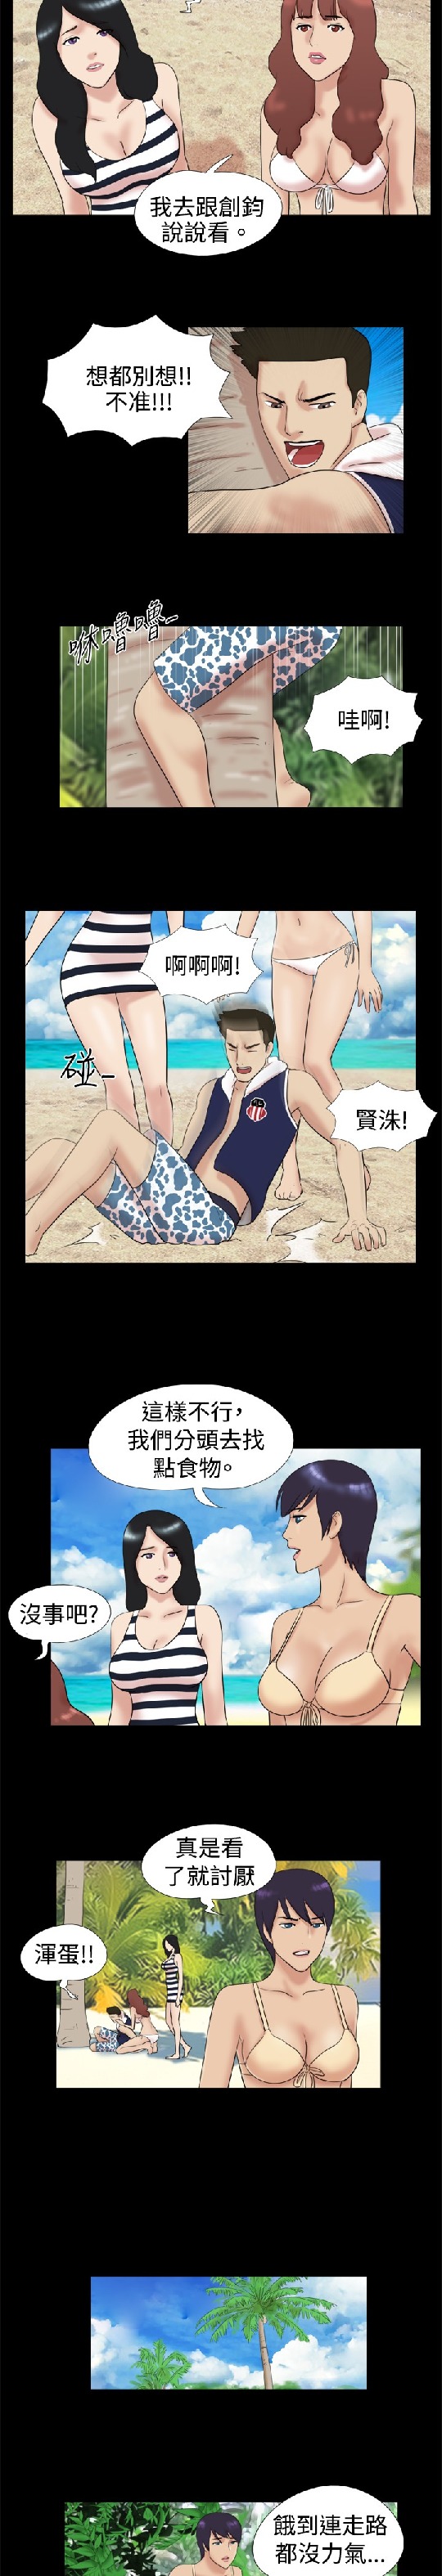 我去跟創鈞
說說看。
想都別想!!
不准!!!
咻嚕嚕_
哇啊!
啊啊啊!
碰_
賢洙!
這樣不行，
我們分頭去找
點食物。
沒事吧?
真是看
了就討厭
渾蛋!!
餓到連走路
都沒力氣...